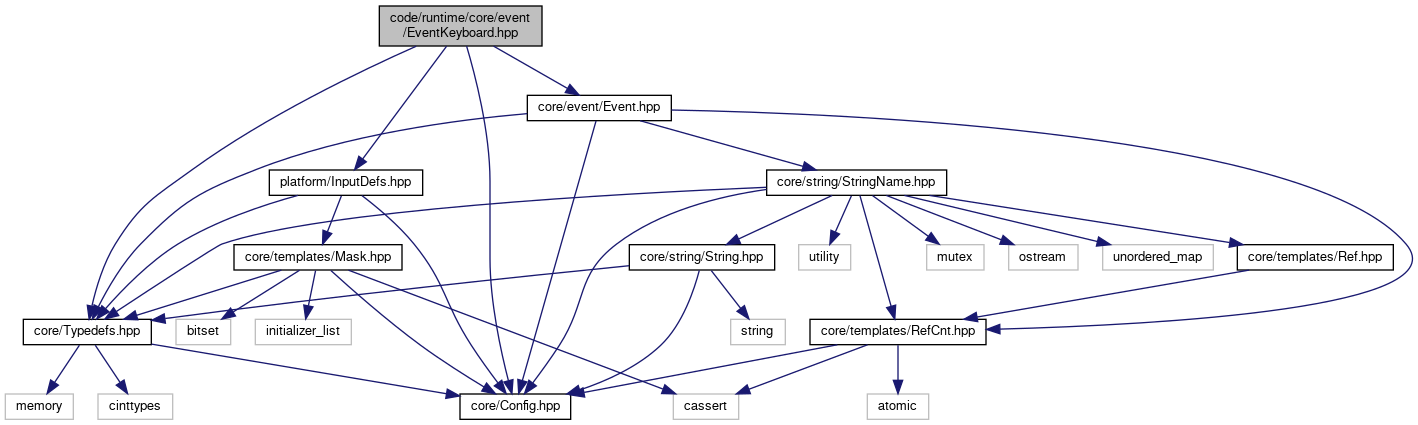 code/runtime/core/event
/EventKeyboard.hpp
core/event/Event.hpp
platform/InputDefs.hpp
core/string/StringName.hpp
core/templates/Mask.hpp
core/string/String.hpp
utility
mutex
ostream
unordered_map
core/templates/Ref.hpp
core/Typedefs.hpp
bitset
initializer_list
string
core/templates/RefCnt.hpp
memory
cinttypes
core/Config.hpp
cassert
atomic